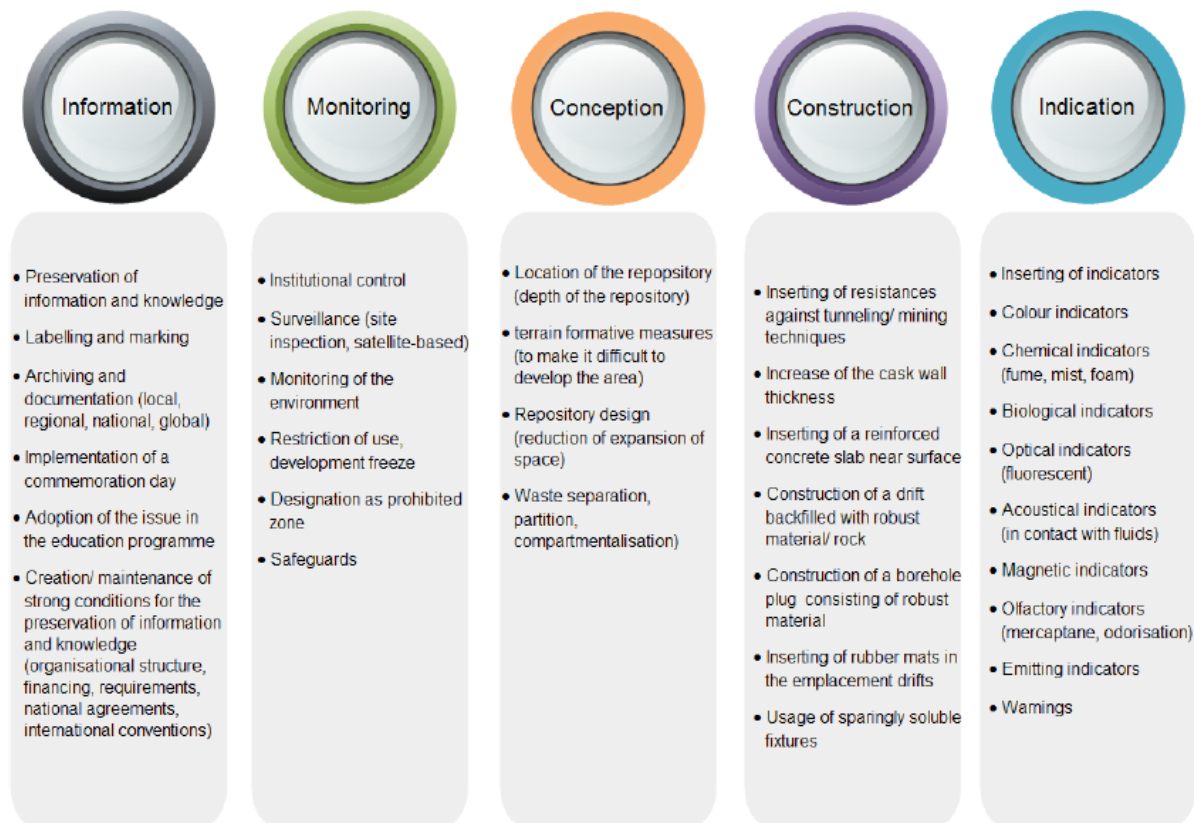 Information
• Preservation of
information and knowledge
• Labelling and marking
• Archiving and
documentation (local,
regional, national, global)
• Implementation of a
commemoration day
• Adoption of the issue in
the education programme
• Creation/ maintenance of
strong conditions for the
preservation of information
and knowledge
(organisational structure,
financing, requirements,
national agreements,
international conventions)
Monitoring
• Institutional control
• Surveillance (site
inspection, satellite-based)
• Monitoring of the
environment
• Restriction of use,
development freeze
• Designation as prohibited
zone
• Safeguards
Conception
• Location of the repopsitory
(depth of the repository)
• terrain formative measures
(to make it difficult to
develop the area)
• Repository design
(reduction of expansion of
space)
• Waste separation,
partition,
compartmentalisation)
Construction
• Inserting of resistances
against tunneling/ mining
techniques
• Increase of the cask wall
thickness
• Inserting of a reinforced
concrete slab near surface
• Construction of a drift
backfilled with robust
material/ rock
• Construction of a borehole
plug consisting of robust
material
• Inserting of rubber mats in
the emplacement drifts
• Usage of sparingly soluble
fixtures
Indication
• Inserting of indicators
• Colour indicators
• Chemical indicators
(fume, mist, foam)
• Biological indicators
• Optical indicators
(fluorescent)
• Acoustical indicators
(in contact with fluids)
• Magnetic indicators
• Olfactory indicators
(mercaptane, odorisation)
• Emitting indicators
• Warnings